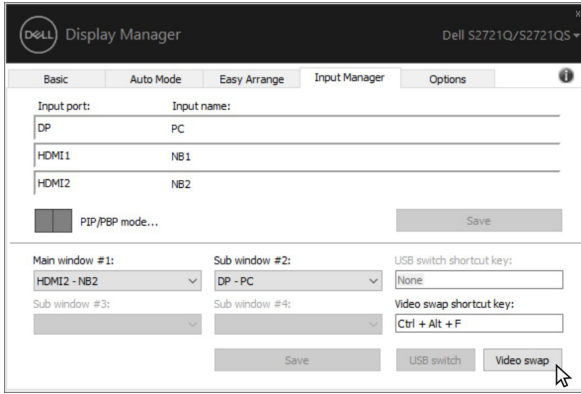 x
DELL Display Manager Dell S2721Q/S2721QS
Basic Auto Mode Easy Arrange Input Manager Options i
Input port: Input name:
DP PC
HDMI1 NB1
HDMI2 NB2
PIP/PBP mode... Save
Main window #1: Sub window #2: USB switch shortcut key:
HDMI2 - NB2 DP - PC None
Sub window #3: Sub window #4: Video swap shortcut key:
Ctrl + Alt + F
Save USB switch Video swap